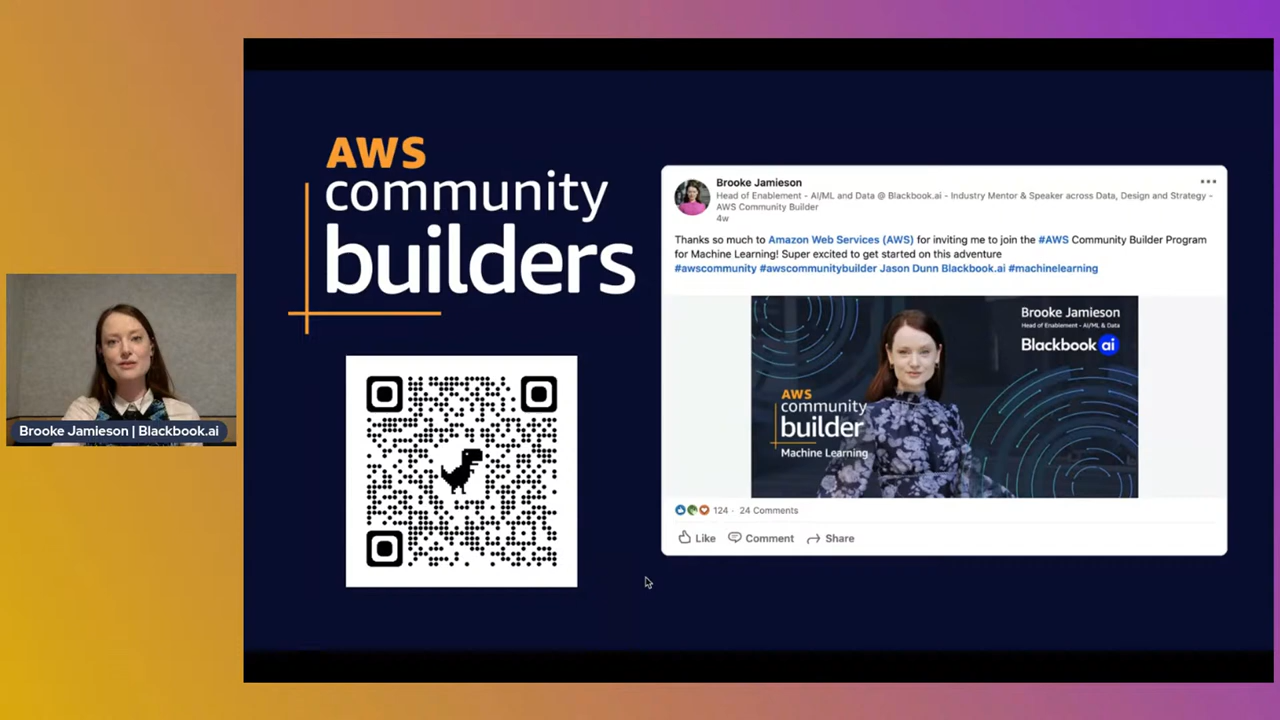 AWS
community
builders
Brooke Jamieson | Blackbook.ai
Brooke Jamieson
Head of Enablement - AI/ML and Data @ Blackbook.ai - Industry Mentor & Speaker across Data, Design and Strategy -
AWS Community Builder
4w
Thanks so much to Amazon Web Services (AWS) for inviting me to join the #AWS Community Builder Program
for Machine Learning! Super excited to get started on this adventure
#awscommunity #awscommunitybuilder Jason Dunn Blackbook.ai #machinelearning
Brooke Jamieson
Head of Enablement - AI/ML & Data
Blackbook ai
AWS
community
builder
Machine Learning
124 · 24 Comments
Like Comment Share